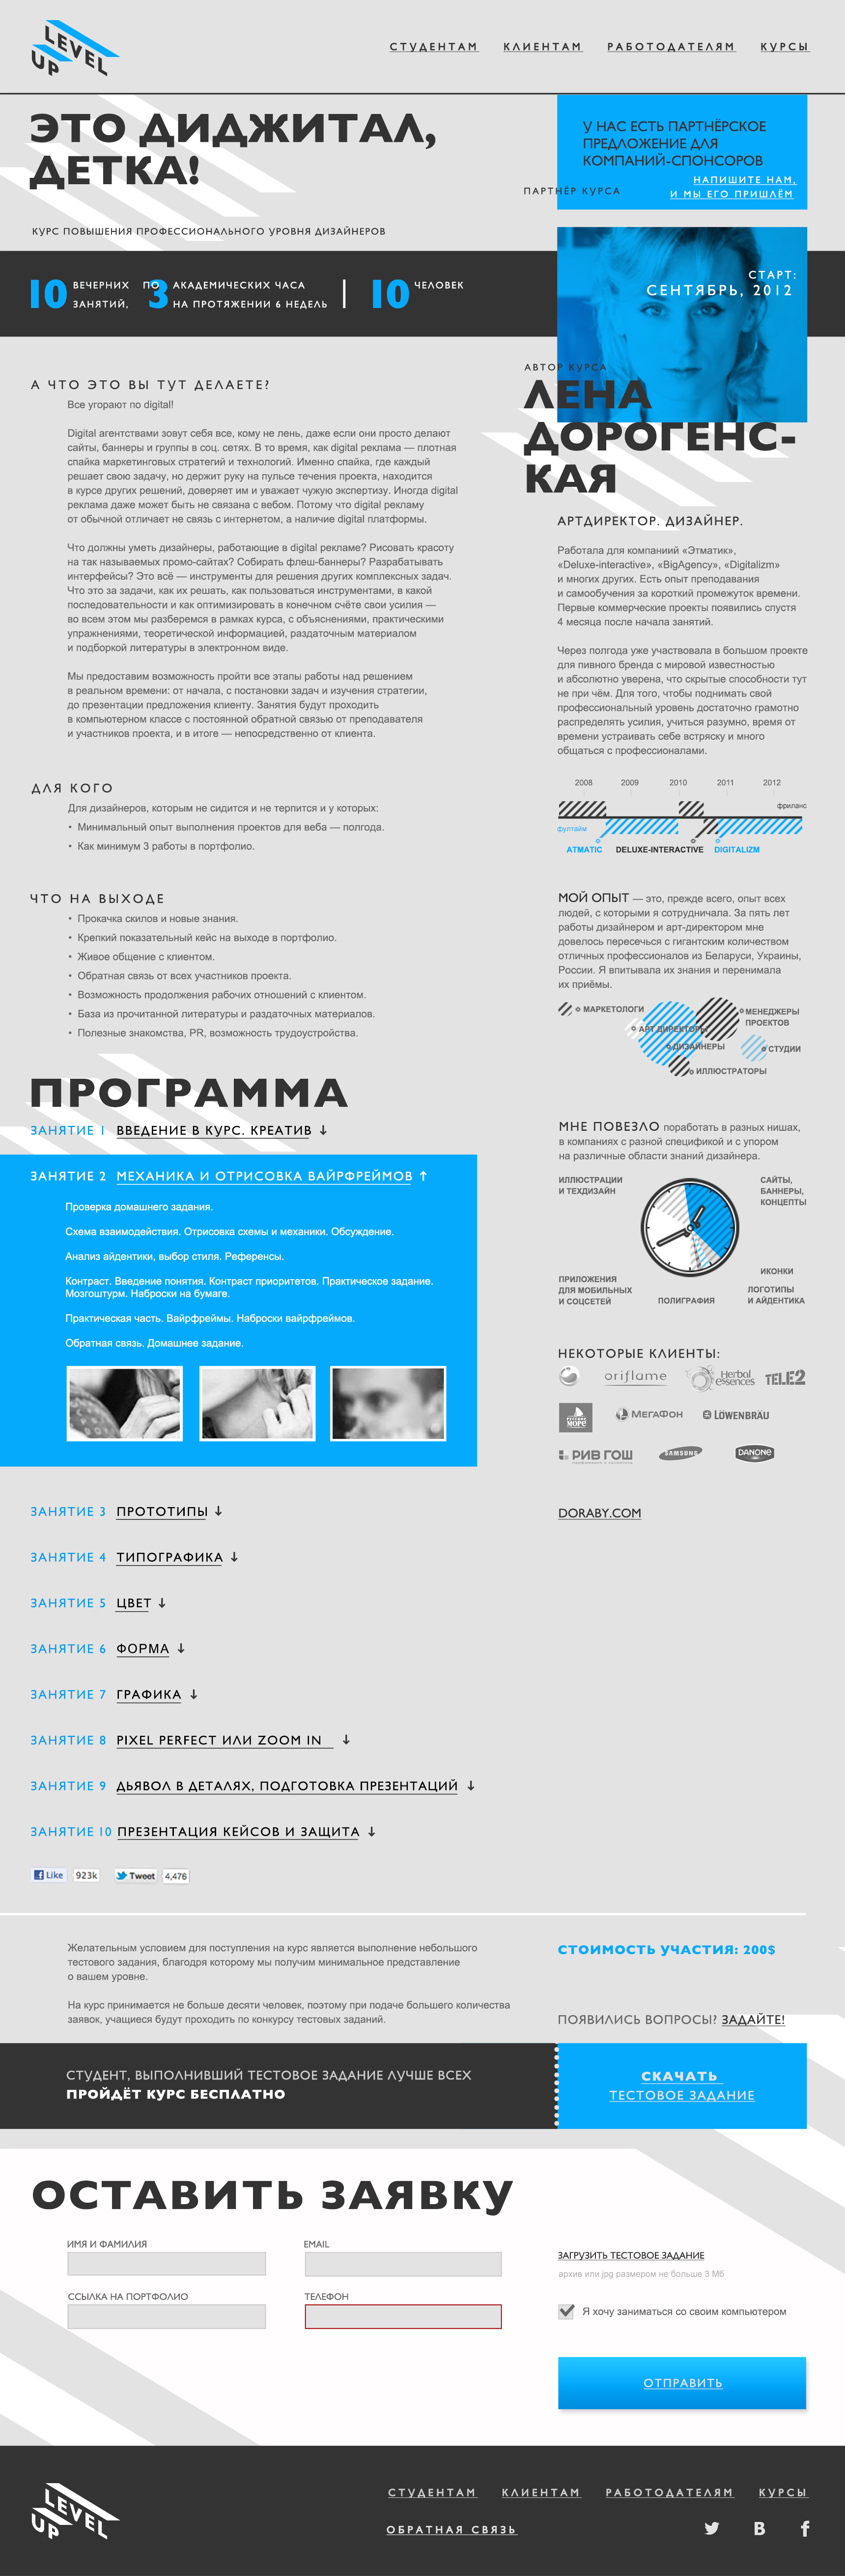 LEVEL UP
СТУДЕНТАМ КЛИЕНТАМ РАБОТОДАТЕЛЯМ КУРСЫ
ЭТО ДИДЖИТАЛ,
ДЕТКА!
КУРС ПОВЫШЕНИЯ ПРОФЕССИОНАЛЬНОГО УРОВНЯ ДИЗАЙНЕРОВ
У НАС ЕСТЬ ПАРТНЁРСКОЕ
ПРЕДЛОЖЕНИЕ ДЛЯ
КОМПАНИЙ-СПОНСОРОВ
НАПИШИТЕ НАМ,
И МЫ ЕГО ПРИШЛЁМ
ПАРТНЁР КУРСА
10 ВЕЧЕРНИХ ЗАНЯТИЙ, ПО 3 АКАДЕМИЧЕСКИХ ЧАСА НА ПРОТЯЖЕНИИ 6 НЕДЕЛЬ | 10 ЧЕЛОВЕК
СТАРТ:
СЕНТЯБРЬ, 2012
А ЧТО ЭТО ВЫ ТУТ ДЕЛАЕТЕ?
Все угорают по digital!
Digital агентствами зовут себя все, кому не лень, даже если они просто делают
сайты, баннеры и группы в соц. сетях. В то время, как digital реклама — плотная
спайка маркетинговых стратегий и технологий. Именно спайка, где каждый
решает свою задачу, но держит руку на пульсе течения проекта, находится
в курсе других решений, доверяет им и уважает чужую экспертизу. Иногда digital
реклама даже может быть не связана с вебом. Потому что digital рекламу
от обычной отличает не связь с интернетом, а наличие digital платформы.
Что должны уметь дизайнеры, работающие в digital рекламе? Рисовать красоту
на так называемых промо-сайтах? Собирать флеш-баннеры? Разрабатывать
интерфейсы? Это всё — инструменты для решения других комплексных задач.
Что это за задачи, как их решать, как пользоваться инструментами, в какой
последовательности и как оптимизировать в конечном счёте свои усилия —
во всем этом мы разберемся в рамках курса, с объяснениями, практическими
упражнениями, теоретической информацией, раздаточным материалом
и подборкой литературы в электронном виде.
Мы предоставим возможность пройти все этапы работы над решением
в реальном времени: от начала, с постановки задач и изучения стратегии,
до презентации предложения клиенту. Занятия будут проходить
в компьютерном классе с постоянной обратной связью от преподавателя
и участников проекта, и в итоге — непосредственно от клиента.
ДЛЯ КОГО
Для дизайнеров, которым не сидится и не терпится и у которых:
• Минимальный опыт выполнения проектов для веба — полгода.
• Как минимум 3 работы в портфолио.
ЧТО НА ВЫХОДЕ
• Прокачка скилов и новые знания.
• Крепкий показательный кейс на выходе в портфолио.
• Живое общение с клиентом.
• Обратная связь от всех участников проекта.
• Возможность продолжения рабочих отношений с клиентом.
• База из прочитанной литературы и раздаточных материалов.
• Полезные знакомства, PR, возможность трудоустройства.
АВТОР КУРСА
ЛЕНА
ДОРОГЕНС-
КАЯ
АРТДИРЕКТОР. ДИЗАЙНЕР.
Работала для компаниий «Этматик»,
«Deluxe-interactive», «BigAgency», «Digitalizm»
и многих других. Есть опыт преподавания
и самообучения за короткий промежуток времени.
Первые коммерческие проекты появились спустя
4 месяца после начала занятий.
Через полгода уже участвовала в большом проекте
для пивного бренда с мировой известностью
и абсолютно уверена, что скрытые способности тут
не при чём. Для того, чтобы поднимать свой
профессиональный уровень достаточно грамотно
распределять усилия, учиться разумно, время от
времени устраивать себе встряску и много
общаться с профессионалами.
2008 2009 2010 2011 2012
фриланс
фултайм
ATMATIC DELUXE-INTERACTIVE DIGITALIZM
МОЙ ОПЫТ — это, прежде всего, опыт всех
людей, с которыми я сотрудничала. За пять лет
работы дизайнером и арт-директором мне
довелось пересечься с гигантским количеством
отличных профессионалов из Беларуси, Украины,
России. Я впитывала их знания и перенимала
их приёмы.
МАРКЕТОЛОГИ
МЕНЕДЖЕРЫ
ПРОЕКТОВ
АРТ ДИРЕКТОРЫ
ДИЗАЙНЕРЫ
СТУДИИ
ИЛЛЮСТРАТОРЫ
МНЕ ПОВЕЗЛО поработать в разных нишах,
в компаниях с разной спецификой и с упором
на различные области знаний дизайнера.
ИЛЛЮСТРАЦИИ
И ТЕХДИЗАЙН
САЙТЫ,
БАННЕРЫ,
КОНЦЕПТЫ
ИКОНКИ
ПРИЛОЖЕНИЯ
ДЛЯ МОБИЛЬНЫХ
И СОЦСЕТЕЙ
ПОЛИГРАФИЯ
ЛОГОТИПЫ
И АЙДЕНТИКА
НЕКОТОРЫЕ КЛИЕНТЫ:
oriflame Herbal essences TELE2
МОРЕ МЕГАФОН LÖWENBRÄU
РИВ ГОШ SAMSUNG DANONE
DORABY.COM
ПРОГРАММА
ЗАНЯТИЕ 1 ВВЕДЕНИЕ В КУРС. КРЕАТИВ ↓
ЗАНЯТИЕ 2 МЕХАНИКА И ОТРИСОВКА ВАЙРФРЕЙМОВ ↑
Проверка домашнего задания.
Схема взаимодействия. Отрисовка схемы и механики. Обсуждение.
Анализ айдентики, выбор стиля. Референсы.
Контраст. Введение понятия. Контраст приоритетов. Практическое задание.
Мозгоштурм. Наброски на бумаге.
Практическая часть. Вайрфреймы. Наброски вайрфреймов.
Обратная связь. Домашнее задание.
ЗАНЯТИЕ 3 ПРОТОТИПЫ ↓
ЗАНЯТИЕ 4 ТИПОГРАФИКА ↓
ЗАНЯТИЕ 5 ЦВЕТ ↓
ЗАНЯТИЕ 6 ФОРМА ↓
ЗАНЯТИЕ 7 ГРАФИКА ↓
ЗАНЯТИЕ 8 PIXEL PERFECT ИЛИ ZOOM IN ↓
ЗАНЯТИЕ 9 ДЬЯВОЛ В ДЕТАЛЯХ, ПОДГОТОВКА ПРЕЗЕНТАЦИЙ ↓
ЗАНЯТИЕ 10 ПРЕЗЕНТАЦИЯ КЕЙСОВ И ЗАЩИТА ↓
Like 923k Tweet 4,476
Желательным условием для поступления на курс является выполнение небольшого
тестового задания, благодря которому мы получим минимальное представление
о вашем уровне.
На курс принимается не больше десяти человек, поэтому при подаче большего количества
заявок, учащиеся будут проходить по конкурсу тестовых заданий.
СТОИМОСТЬ УЧАСТИЯ: 200$
ПОЯВИЛИСЬ ВОПРОСЫ? ЗАДАЙТЕ!
СТУДЕНТ, ВЫПОЛНИВШИЙ ТЕСТОВОЕ ЗАДАНИЕ ЛУЧШЕ ВСЕХ
ПРОЙДЁТ КУРС БЕСПЛАТНО
СКАЧАТЬ
ТЕСТОВОЕ ЗАДАНИЕ
ОСТАВИТЬ ЗАЯВКУ
ИМЯ И ФАМИЛИЯ EMAIL
ССЫЛКА НА ПОРТФОЛИО ТЕЛЕФОН
ЗАГРУЗИТЬ ТЕСТОВОЕ ЗАДАНИЕ
архив или jpg размером не больше 3 Мб
Я хочу заниматься со своим компьютером
ОТПРАВИТЬ
LEVEL UP
СТУДЕНТАМ КЛИЕНТАМ РАБОТОДАТЕЛЯМ КУРСЫ
ОБРАТНАЯ СВЯЗЬ